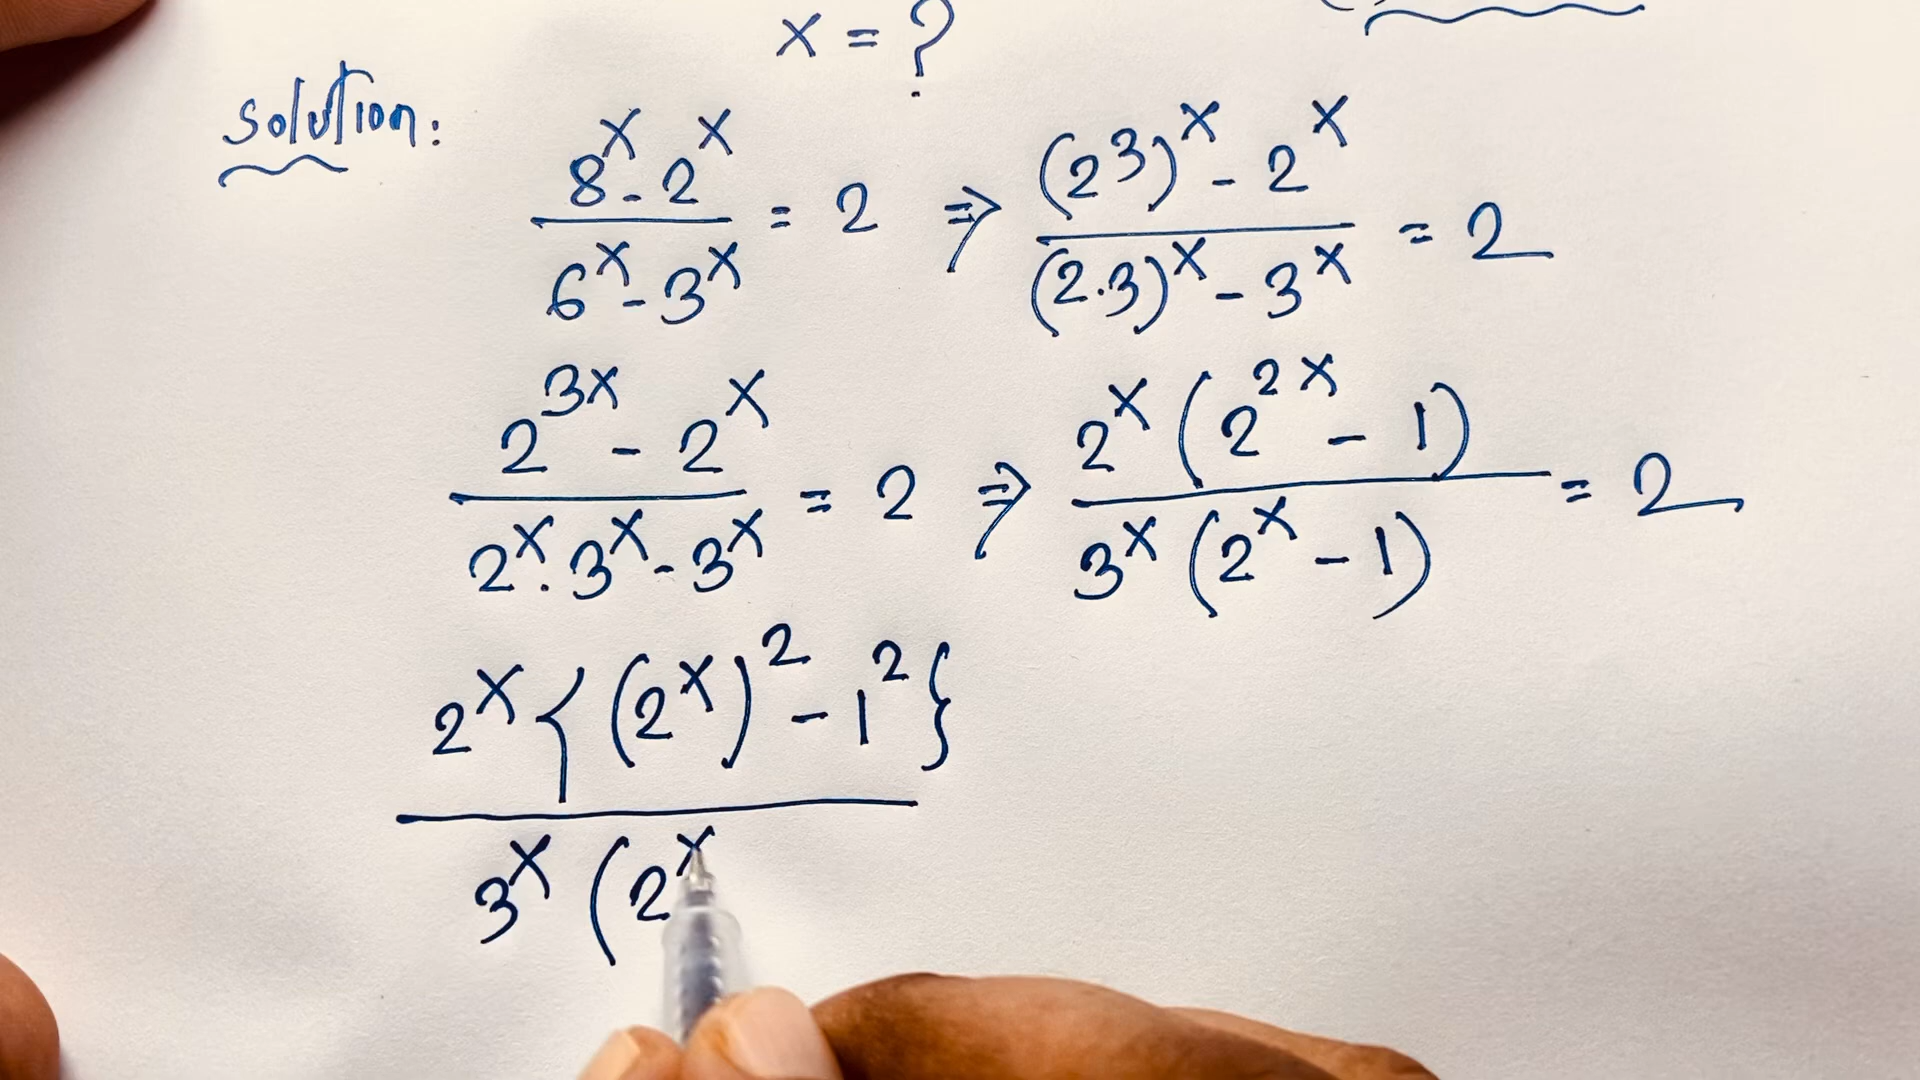 x = ?
Solution:
(8^x - 2^x)/(6^x - 3^x) = 2 ⇒ ((2^3)^x - 2^x)/((2.3)^x - 3^x) = 2
(2^{3x} - 2^x)/(2^x . 3^x - 3^x) = 2 ⇒ (2^x (2^{2x} - 1))/(3^x (2^x - 1)) = 2
2^x { (2^x)^2 - 1^2 }
3^x (2^x